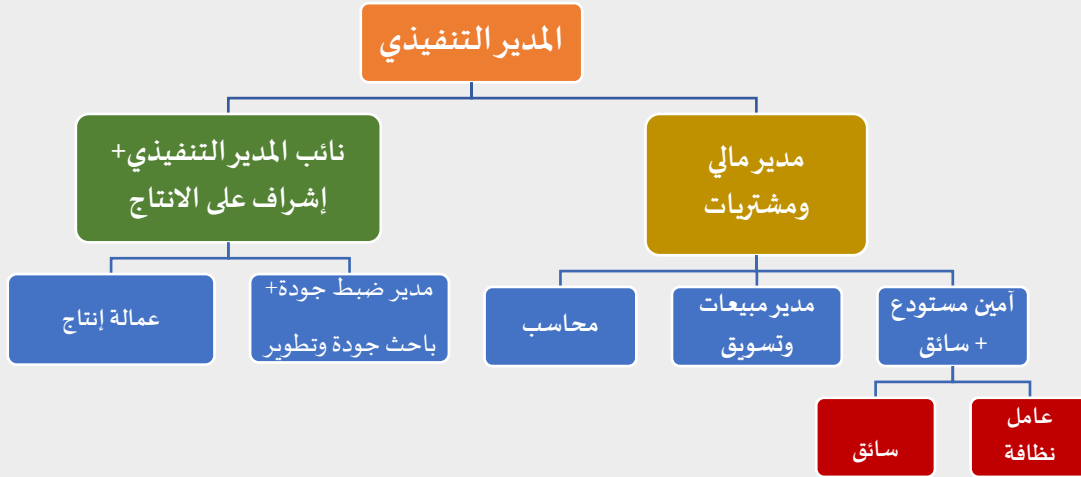 المدير التنفيذي
مدير مالي
ومشتريات
نائب المدير التنفيذي+
إشراف على الانتاج
آمين مستودع
+ سائق
مدير مبيعات
وتسويق
محاسب
مدير ضبط جودة+
باحث جودة وتطوير
عمالة إنتاج
عامل
نظافة
سائق